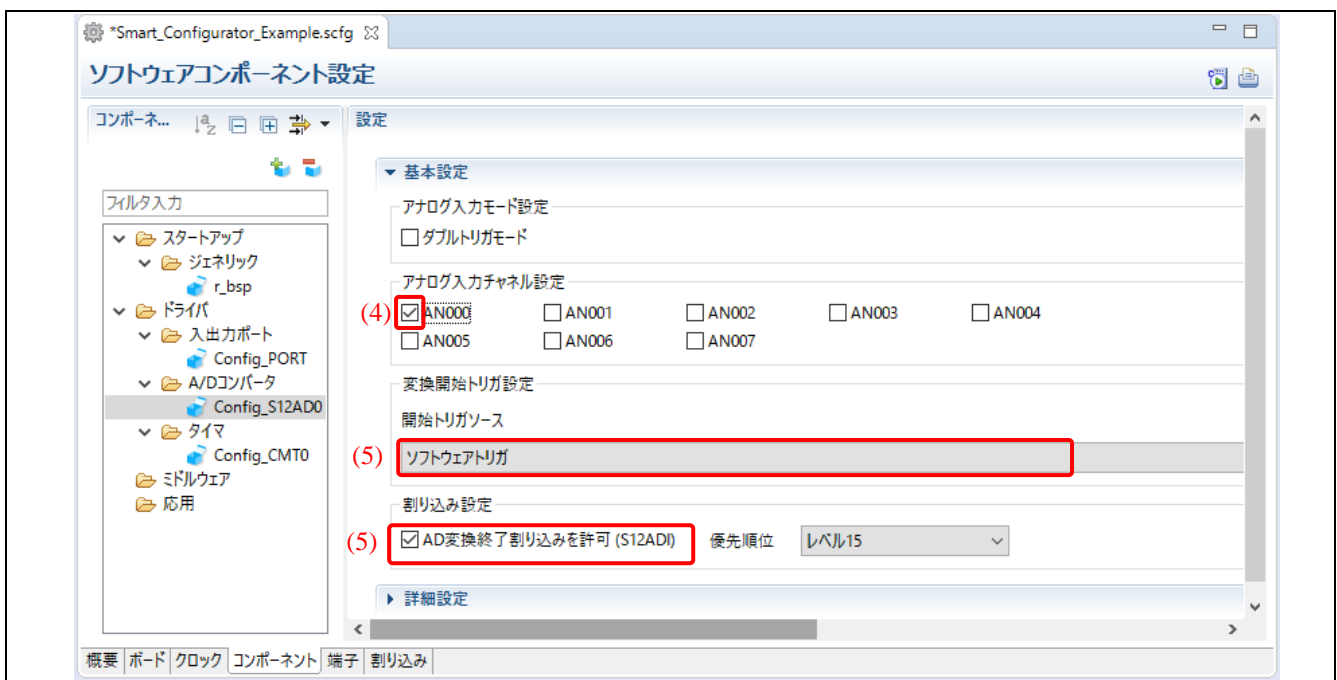 *Smart_Configurator_Example.scfg
ソフトウェアコンポーネント設定
コンポーネ...
設定
フィルタ入力
スタートアップ
ジェネリック
r_bsp
ドライバ
入出力ポート
Config_PORT
A/Dコンバータ
Config_S12AD0
タイマ
Config_CMT0
ミドルウェア
応用
基本設定
アナログ入力モード設定
ダブルトリガモード
アナログ入力チャネル設定
(4) AN000 AN001 AN002 AN003 AN004
AN005 AN006 AN007
変換開始トリガ設定
開始トリガソース
(5) ソフトウェアトリガ
割り込み設定
(5) AD変換終了割り込みを許可 (S12ADI) 優先順位 レベル15
詳細設定
概要 ボード クロック コンポーネント 端子 割り込み